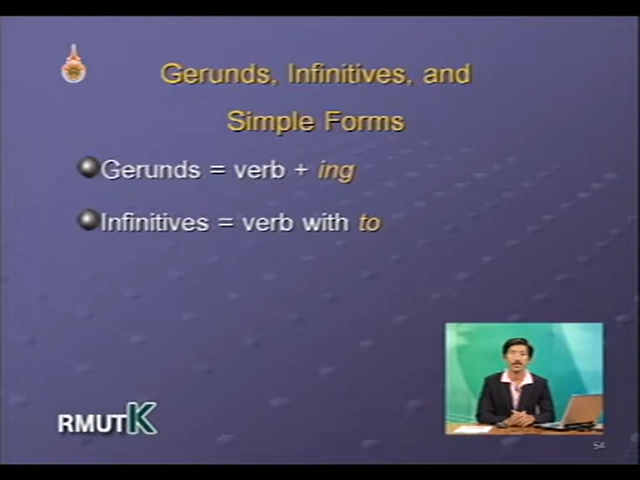 Gerunds, Infinitives, and
Simple Forms
Gerunds = verb + ing
Infinitives = verb with to
RMUTK
54